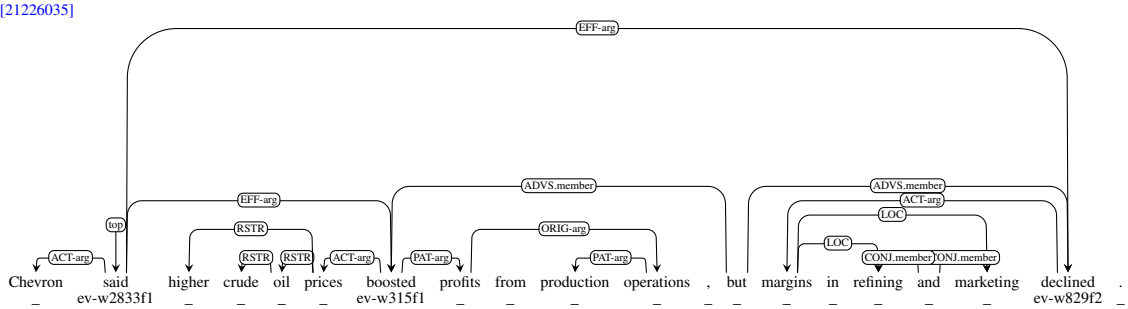 [21226035]
EFF-arg
ADVS.member ADVS.member
EFF-arg ACT-arg
LOC
top RSTR ORIG-arg
LOC
ACT-arg RSTR RSTR ACT-arg PAT-arg PAT-arg CONJ.member CONJ.member
Chevron said higher crude oil prices boosted profits from production operations , but margins in refining and marketing declined .
_ ev-w2833f1 _ _ _ _ ev-w315f1 _ _ _ _ _ _ _ _ _ _ _ ev-w829f2 _